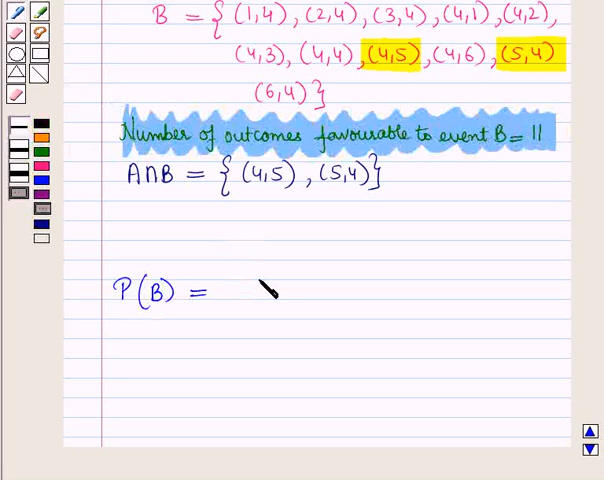 B = { (1,4), (2,4), (3,4), (4,1), (4,2),
(4,3), (4,4), (4,5), (4,6), (5,4)
(6,4) }
Number of outcomes favourable to event B = 11
A∩B = { (4,5) , (5,4) }
P(B) =